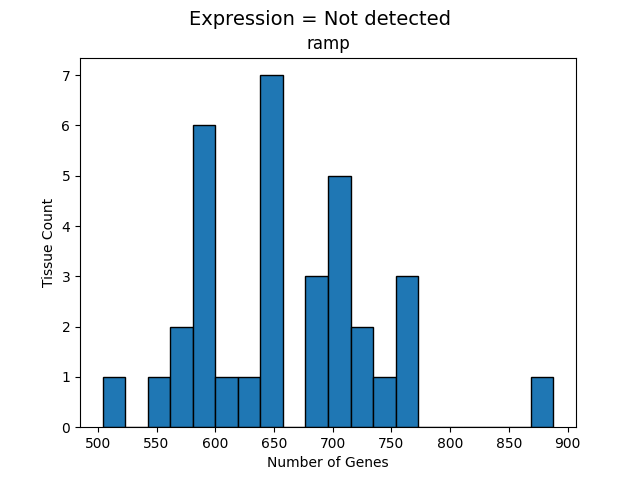 Expression = Not detected
ramp
7
6
5
4
3
2
1
0
Tissue Count
500 550 600 650 700 750 800 850 900
Number of Genes